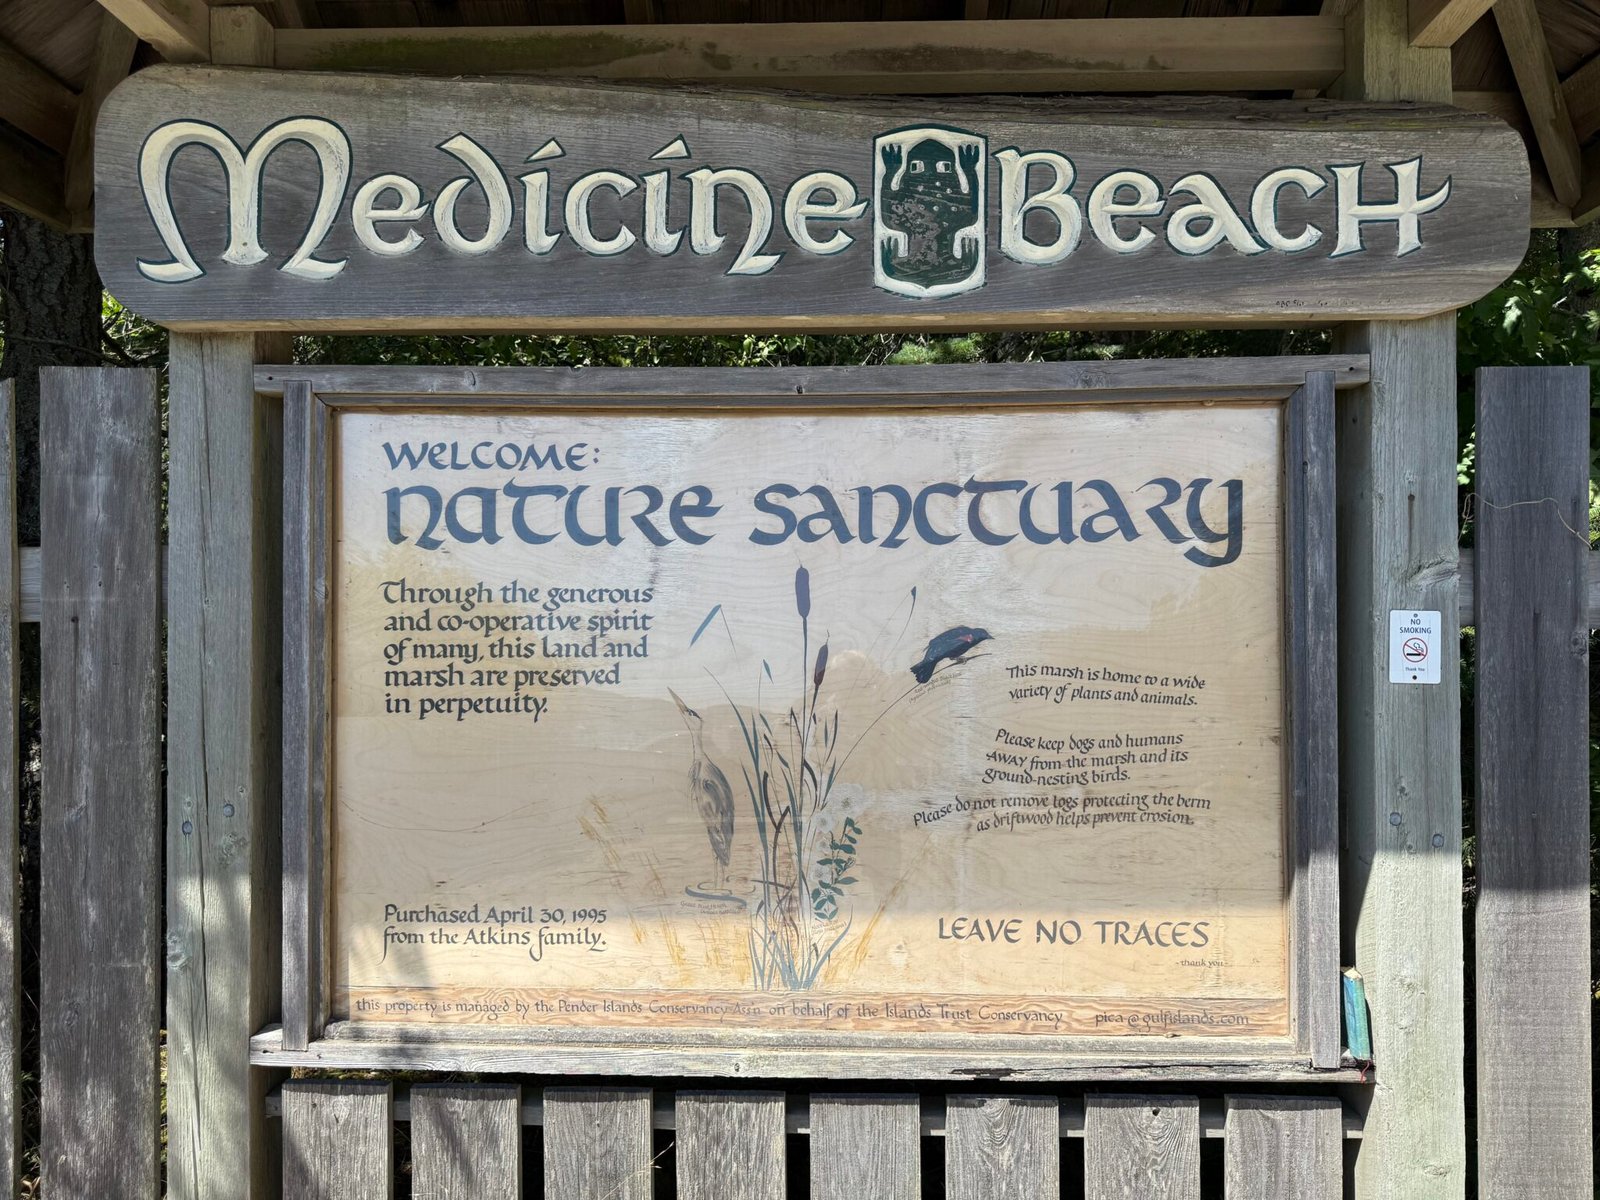 Medicine Beach
WELCOME:
NATURE SANCTUARY
Through the generous
and co-operative spirit
of many, this land and
marsh are preserved
in perpetuity.
This marsh is home to a wide
variety of plants and animals.
Please keep dogs and humans
AWAY from the marsh and its
ground-nesting birds.
Please do not remove logs protecting the berm
as driftwood helps prevent erosion.
Purchased April 30, 1995
from the Atkins family.
LEAVE NO TRACES
- thank you -
this property is managed by the Pender Islands Conservancy Ass'n on behalf of the Islands Trust Conservancy pica@gulfislands.com
NO
SMOKING
Thank You